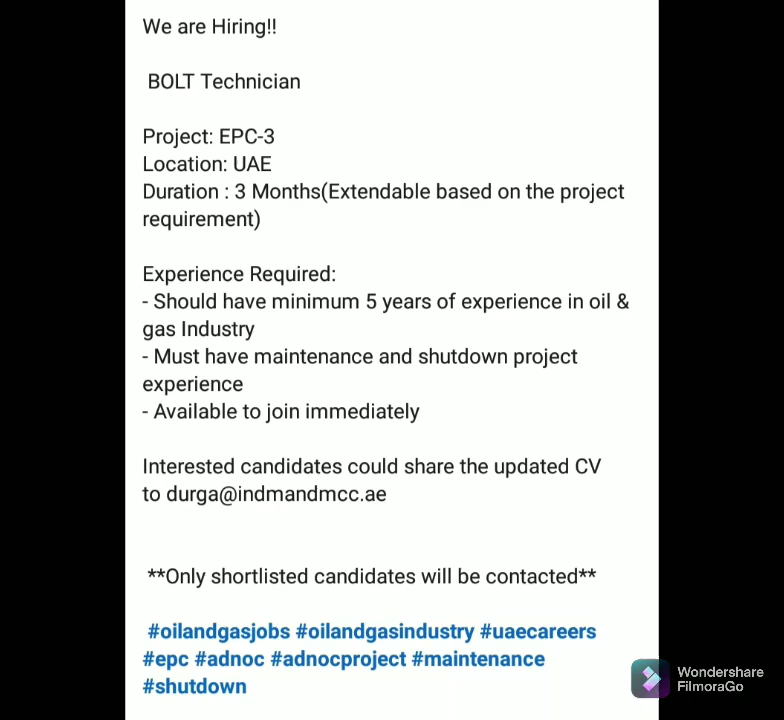 We are Hiring!!
BOLT Technician
Project: EPC-3
Location: UAE
Duration : 3 Months(Extendable based on the project
requirement)
Experience Required:
- Should have minimum 5 years of experience in oil &
gas Industry
- Must have maintenance and shutdown project
experience
- Available to join immediately
Interested candidates could share the updated CV
to durga@indmandmcc.ae
**Only shortlisted candidates will be contacted**
#oilandgasjobs #oilandgasindustry #uaecareers
#epc #adnoc #adnocproject #maintenance
#shutdown
Wondershare
FilmoraGo